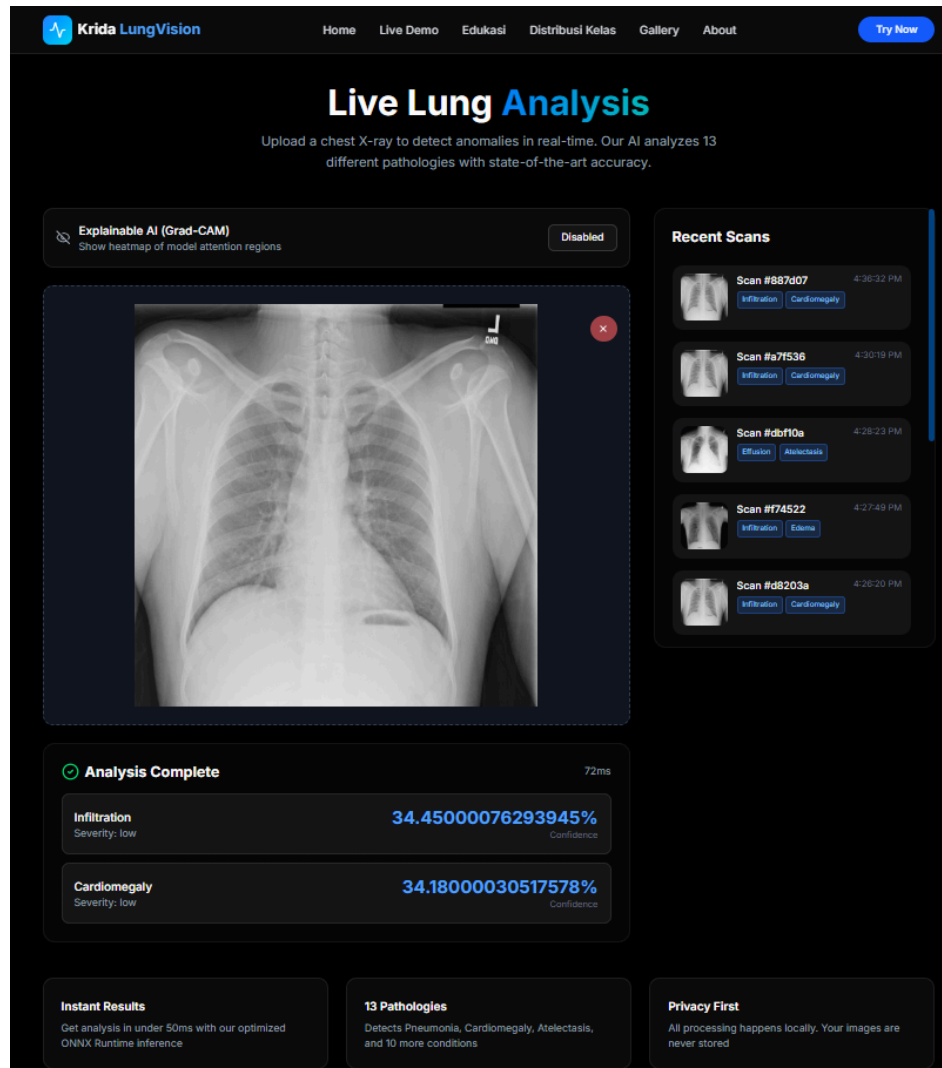 Krida LungVision
Home Live Demo Edukasi Distribusi Kelas Gallery About
Try Now
Live Lung Analysis
Upload a chest X-ray to detect anomalies in real-time. Our AI analyzes 13
different pathologies with state-of-the-art accuracy.
Explainable AI (Grad-CAM)
Show heatmap of model attention regions
Disabled
L
DMO
Analysis Complete
72ms
Infiltration
Severity: low
34.45000076293945%
Confidence
Cardiomegaly
Severity: low
34.18000030517578%
Confidence
Recent Scans
Scan #887d07
4:36:32 PM
Infiltration Cardiomegaly
Scan #a7f536
4:30:19 PM
Infiltration Cardiomegaly
Scan #dbf10a
4:28:23 PM
Effusion Atelectasis
Scan #f74522
4:27:49 PM
Infiltration Edema
Scan #d8203a
4:26:20 PM
Infiltration Cardiomegaly
Instant Results
Get analysis in under 50ms with our optimized
ONNX Runtime inference
13 Pathologies
Detects Pneumonia, Cardiomegaly, Atelectasis,
and 10 more conditions
Privacy First
All processing happens locally. Your images are
never stored